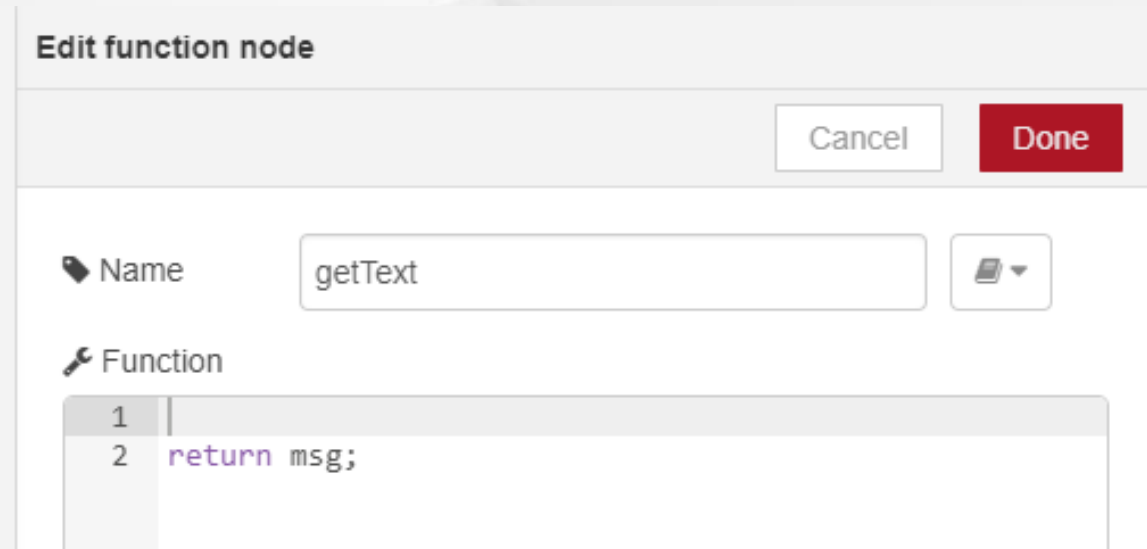 Edit function node
Cancel
Done
Name
getText
Function
1
2 return msg;